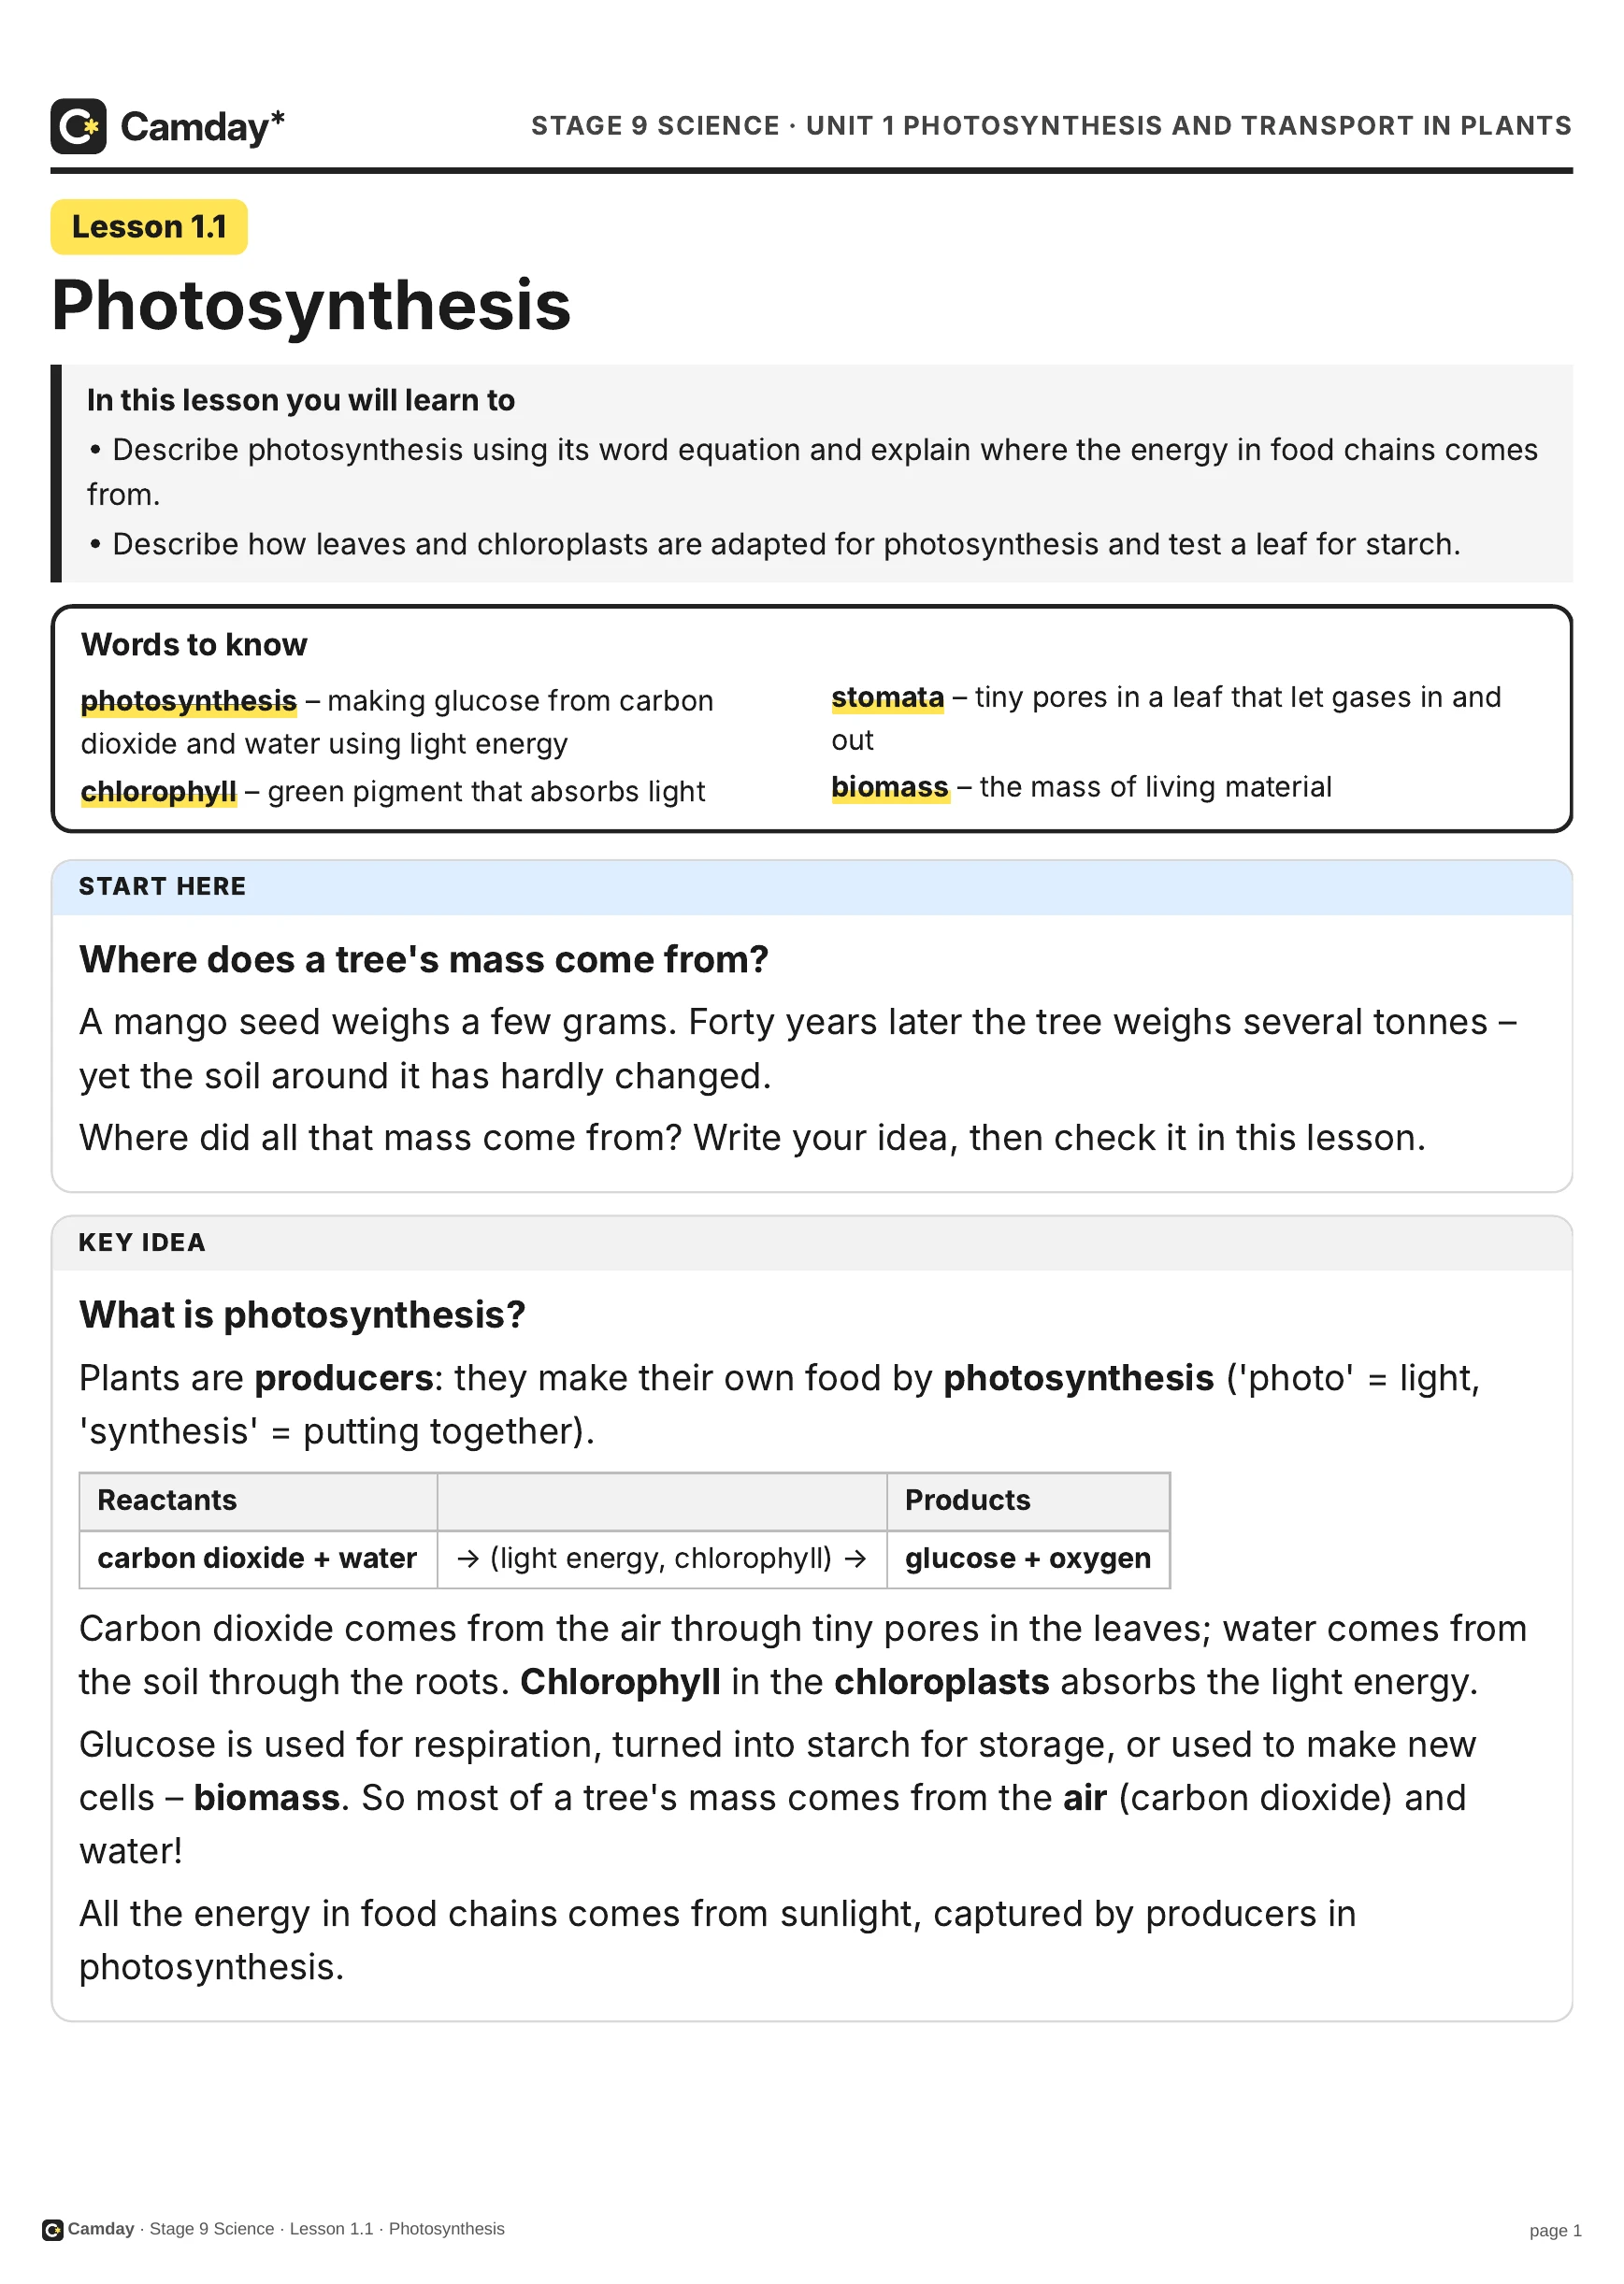 Camday*
STAGE 9 SCIENCE · UNIT 1 PHOTOSYNTHESIS AND TRANSPORT IN PLANTS
Lesson 1.1
Photosynthesis
In this lesson you will learn to
• Describe photosynthesis using its word equation and explain where the energy in food chains comes
from.
• Describe how leaves and chloroplasts are adapted for photosynthesis and test a leaf for starch.
Words to know
photosynthesis – making glucose from carbon
dioxide and water using light energy
chlorophyll – green pigment that absorbs light
stomata – tiny pores in a leaf that let gases in and
out
biomass – the mass of living material
START HERE
Where does a tree's mass come from?
A mango seed weighs a few grams. Forty years later the tree weighs several tonnes –
yet the soil around it has hardly changed.
Where did all that mass come from? Write your idea, then check it in this lesson.
KEY IDEA
What is photosynthesis?
Plants are producers: they make their own food by photosynthesis ('photo' = light,
'synthesis' = putting together).
Reactants Products
carbon dioxide + water → (light energy, chlorophyll) → glucose + oxygen
Carbon dioxide comes from the air through tiny pores in the leaves; water comes from
the soil through the roots. Chlorophyll in the chloroplasts absorbs the light energy.
Glucose is used for respiration, turned into starch for storage, or used to make new
cells – biomass. So most of a tree's mass comes from the air (carbon dioxide) and
water!
All the energy in food chains comes from sunlight, captured by producers in
photosynthesis.
Camday · Stage 9 Science · Lesson 1.1 · Photosynthesis
page 1